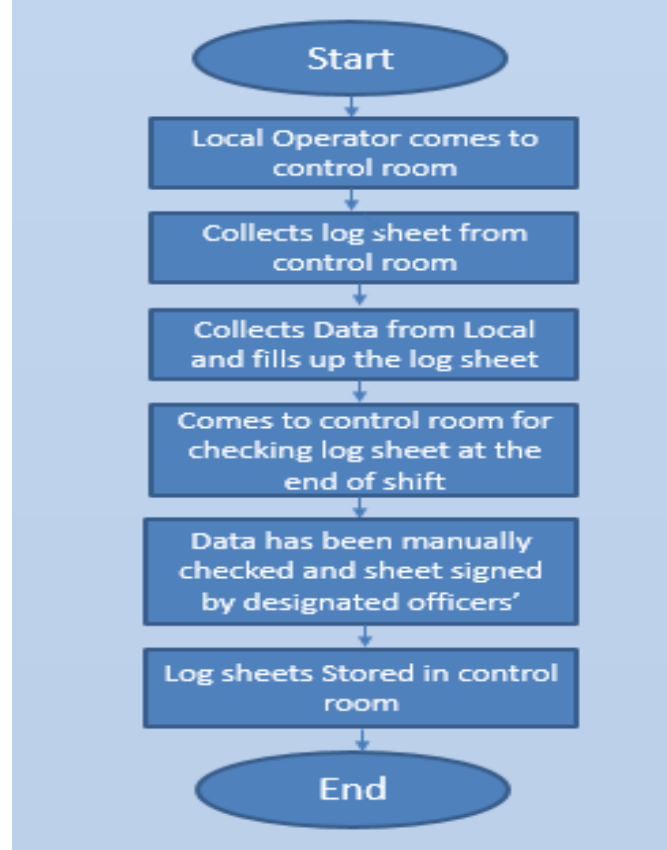 Start
Local Operator comes to
control room
Collects log sheet from
control room
Collects Data from Local
and fills up the log sheet
Comes to control room for
checking log sheet at the
end of shift
Data has been manually
checked and sheet signed
by designated officers’
Log sheets Stored in control
room
End